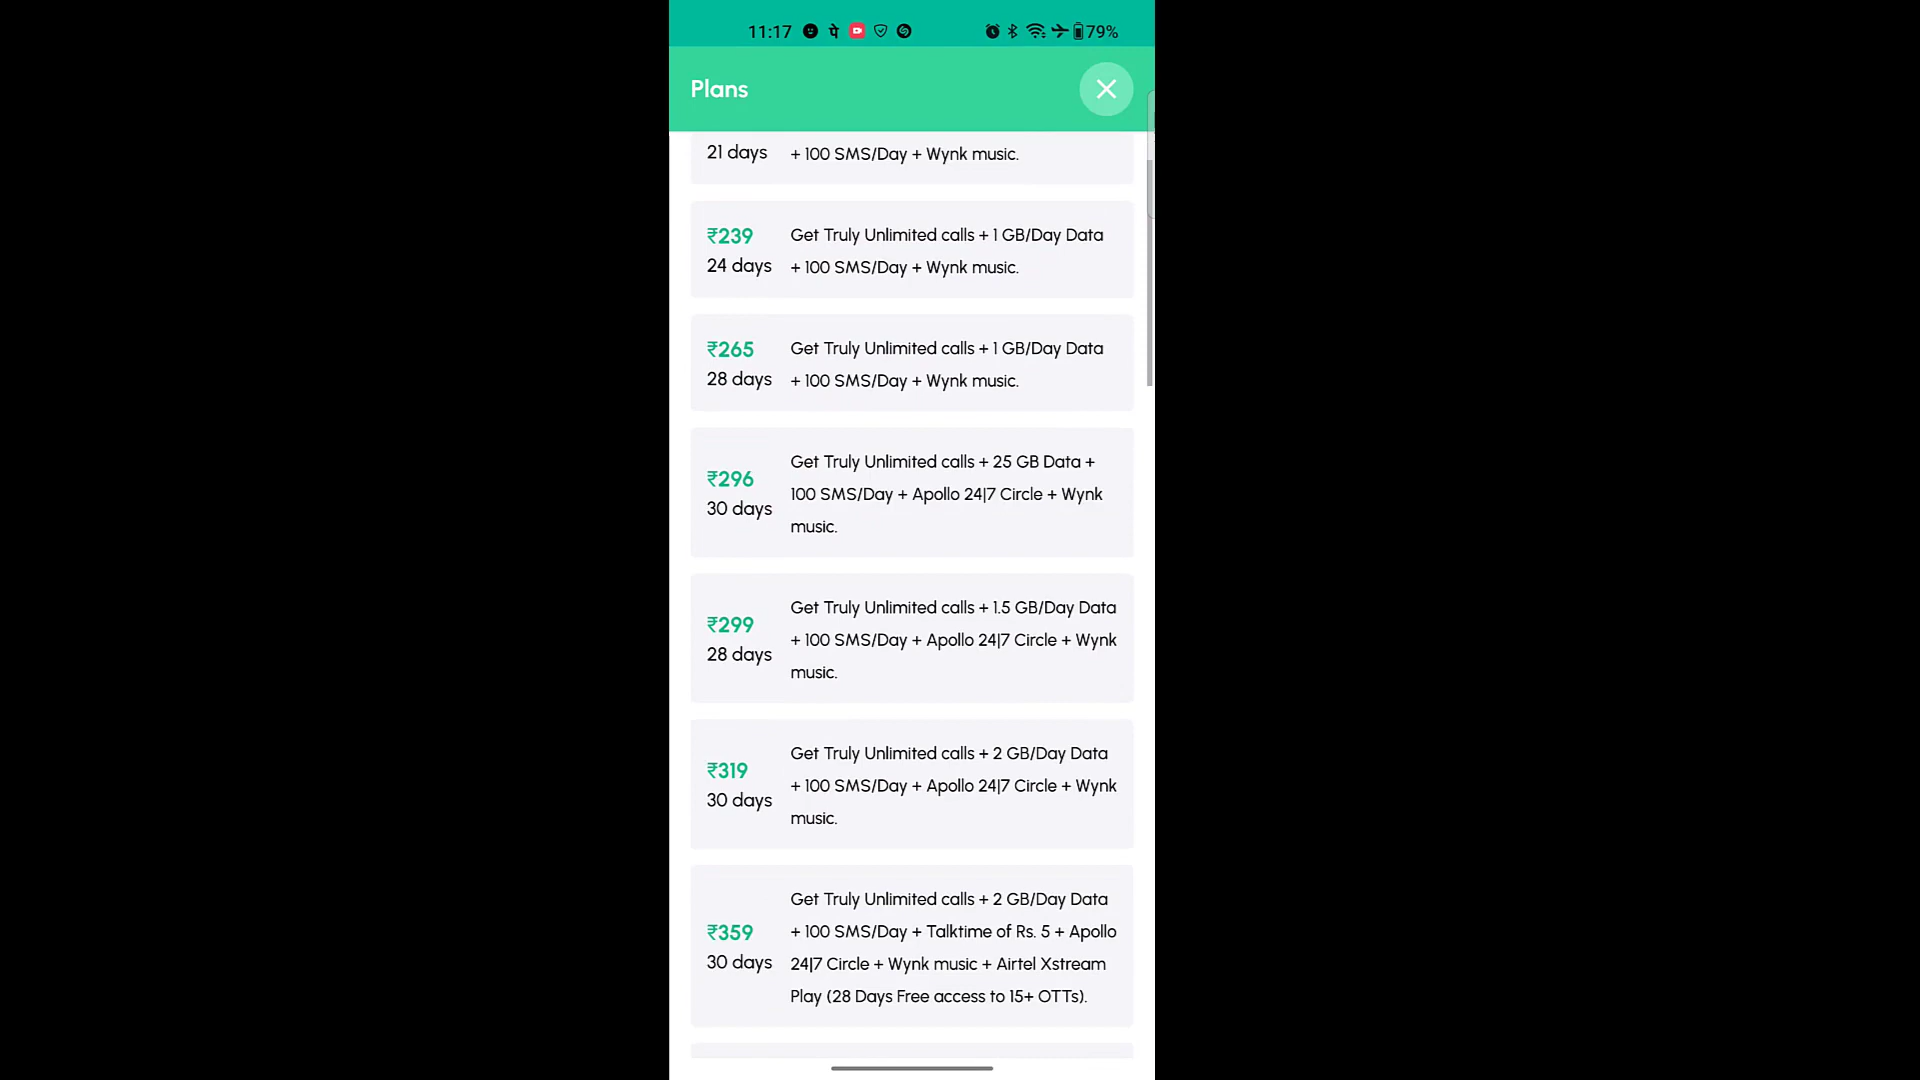 11:17 79%
Plans
21 days + 100 SMS/Day + Wynk music.
₹239 Get Truly Unlimited calls + 1 GB/Day Data
24 days + 100 SMS/Day + Wynk music.
₹265 Get Truly Unlimited calls + 1 GB/Day Data
28 days + 100 SMS/Day + Wynk music.
₹296
30 days
Get Truly Unlimited calls + 25 GB Data +
100 SMS/Day + Apollo 24|7 Circle + Wynk
music.
₹299
28 days
Get Truly Unlimited calls + 1.5 GB/Day Data
+ 100 SMS/Day + Apollo 24|7 Circle + Wynk
music.
₹319
30 days
Get Truly Unlimited calls + 2 GB/Day Data
+ 100 SMS/Day + Apollo 24|7 Circle + Wynk
music.
₹359
30 days
Get Truly Unlimited calls + 2 GB/Day Data
+ 100 SMS/Day + Talktime of Rs. 5 + Apollo
24|7 Circle + Wynk music + Airtel Xstream
Play (28 Days Free access to 15+ OTTs).